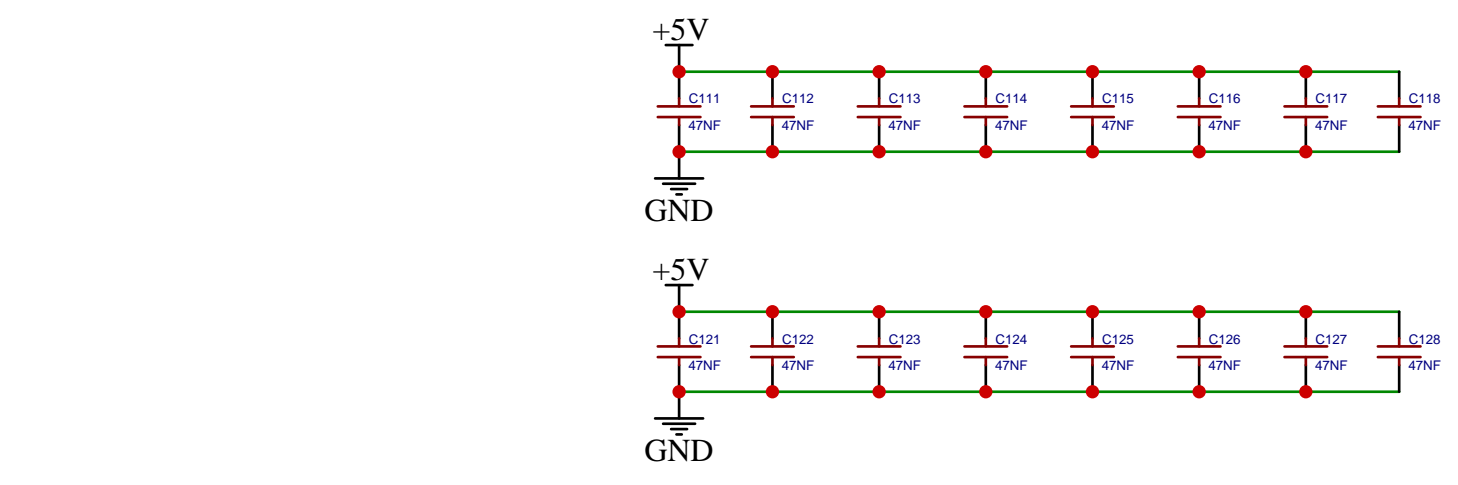 +5V
C111 C112 C113 C114 C115 C116 C117 C118
47NF 47NF 47NF 47NF 47NF 47NF 47NF 47NF
GND
+5V
C121 C122 C123 C124 C125 C126 C127 C128
47NF 47NF 47NF 47NF 47NF 47NF 47NF 47NF
GND